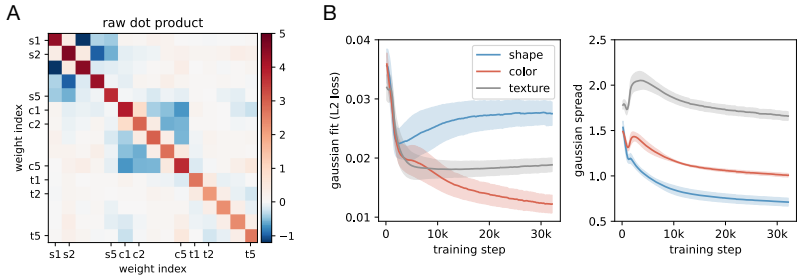 A
raw dot product
weight index
s1
s2
s5
c1
c2
c5
t1
t2
t5
s1 s2 s5 c1 c2 c5 t1 t2 t5
weight index
5
4
3
2
1
0
−1
B
gaussian fit (L2 loss)
0.04
0.03
0.02
0.01
shape
color
texture
0 10k 20k 30k
training step
gaussian spread
2.5
2.0
1.5
1.0
0.5
0 10k 20k 30k
training step